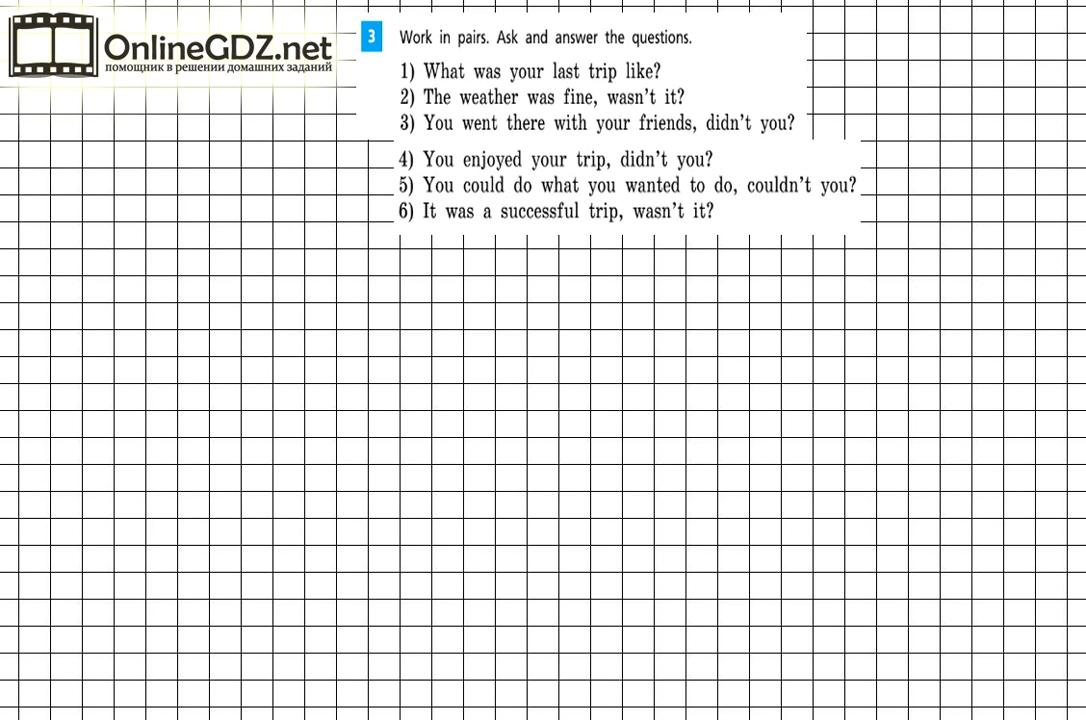 OnlineGDZ.net
помощник в решении домашних заданий
3 Work in pairs. Ask and answer the questions.
1) What was your last trip like?
2) The weather was fine, wasn't it?
3) You went there with your friends, didn't you?
4) You enjoyed your trip, didn't you?
5) You could do what you wanted to do, couldn't you?
6) It was a successful trip, wasn't it?